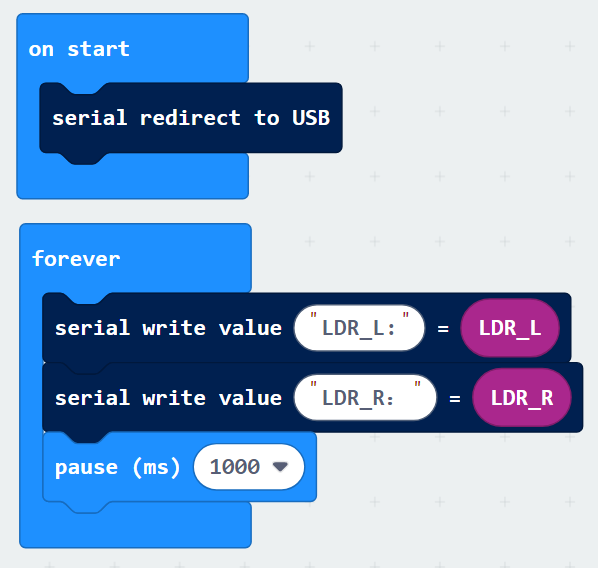 on start
serial redirect to USB
forever
serial write value "LDR_L:" = LDR_L
serial write value "LDR_R: " = LDR_R
pause (ms) 1000